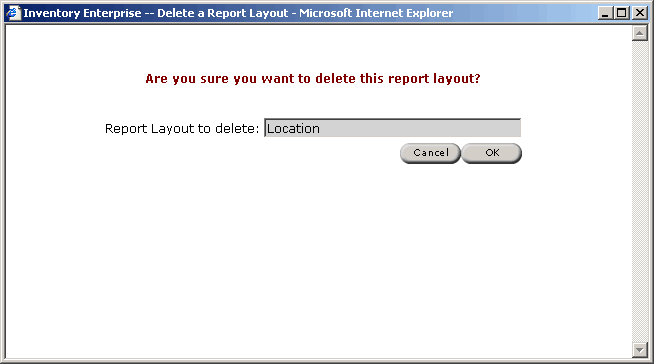 Inventory Enterprise -- Delete a Report Layout - Microsoft Internet Explorer
Are you sure you want to delete this report layout?
Report Layout to delete: Location
Cancel OK